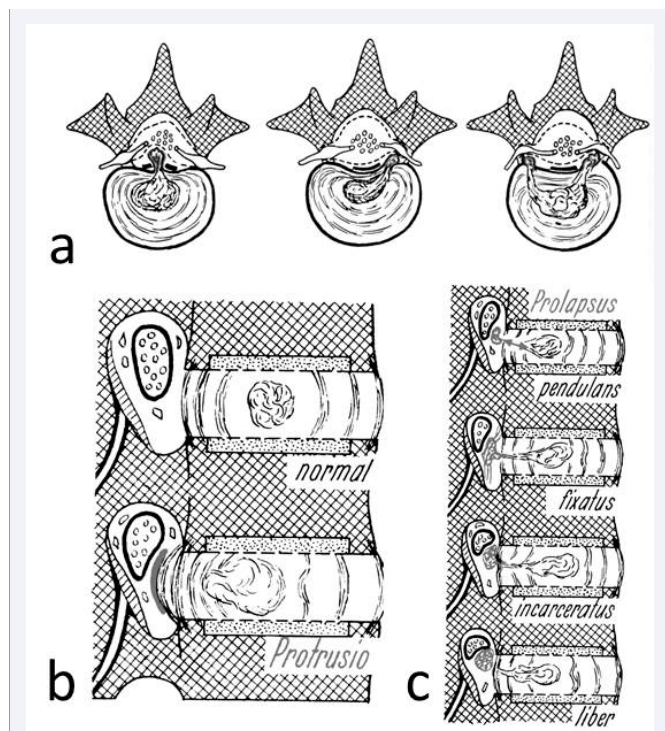 a
Prolapsus
pendulans
normal
fixatus
incarceratus
Protrusio
b
c
liber